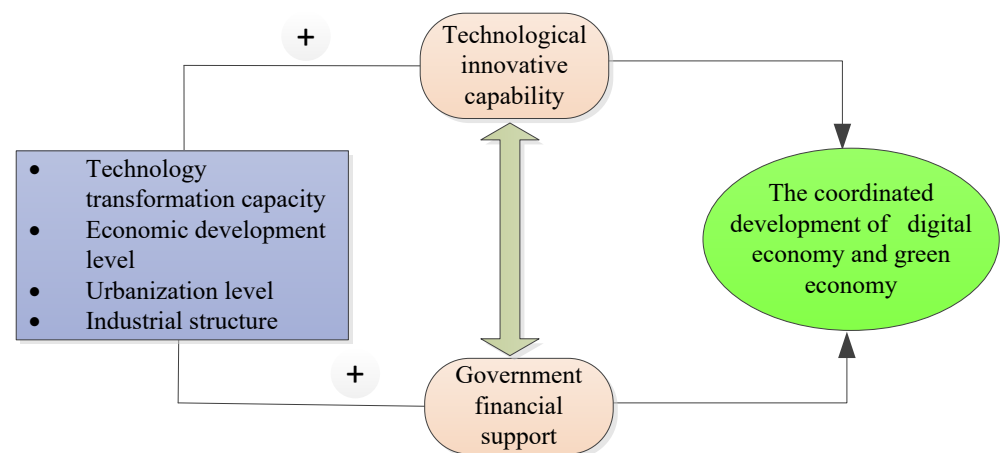 +
Technological
innovative
capability
• Technology
transformation capacity
• Economic development
level
• Urbanization level
• Industrial structure
The coordinated
development of digital
economy and green
economy
+
Government
financial
support